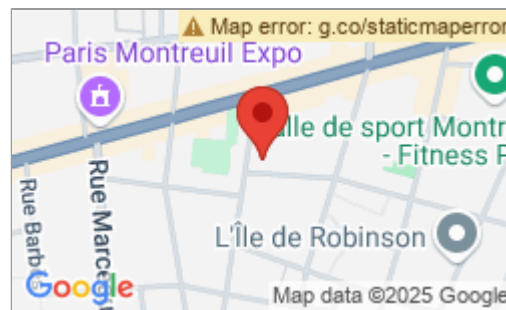 Map error: g.co/staticmaperror
Paris Montreuil Expo
alle de sport Montr
- Fitness P
Rue Barb
Rue Marce
L'Île de Robinson
Google
Map data ©2025 Google